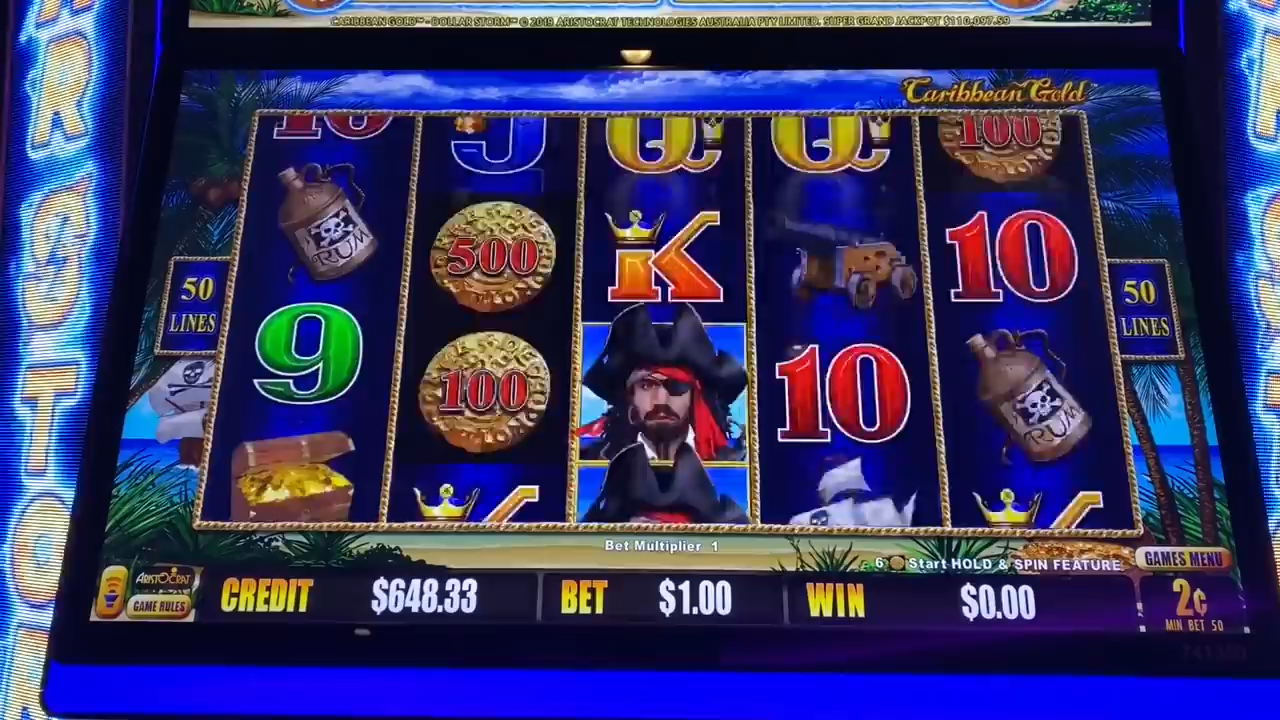 CARIBBEAN GOLD™ - DOLLAR STORM™ © 2019 ARISTOCRAT TECHNOLOGIES AUSTRALIA PTY LIMITED. SUPER GRAND JACKPOT $110,097.59
Caribbean Gold
10 J Q Q 100
RUM 500 K 10
50 LINES
50 LINES
9 100 10 RUM
Bet Multiplier 1
6 Start HOLD & SPIN FEATURE
GAMES MENU
ARISTOCRAT
GAME RULES
CREDIT $648.33 BET $1.00 WIN $0.00
2¢
MIN BET 50